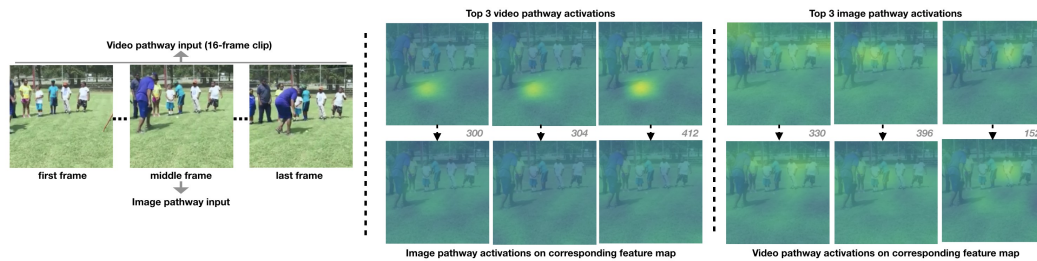 Video pathway input (16-frame clip)
first frame
middle frame
last frame
Image pathway input
Top 3 video pathway activations
300
304
412
Image pathway activations on corresponding feature map
Top 3 image pathway activations
330
396
152
Video pathway activations on corresponding feature map